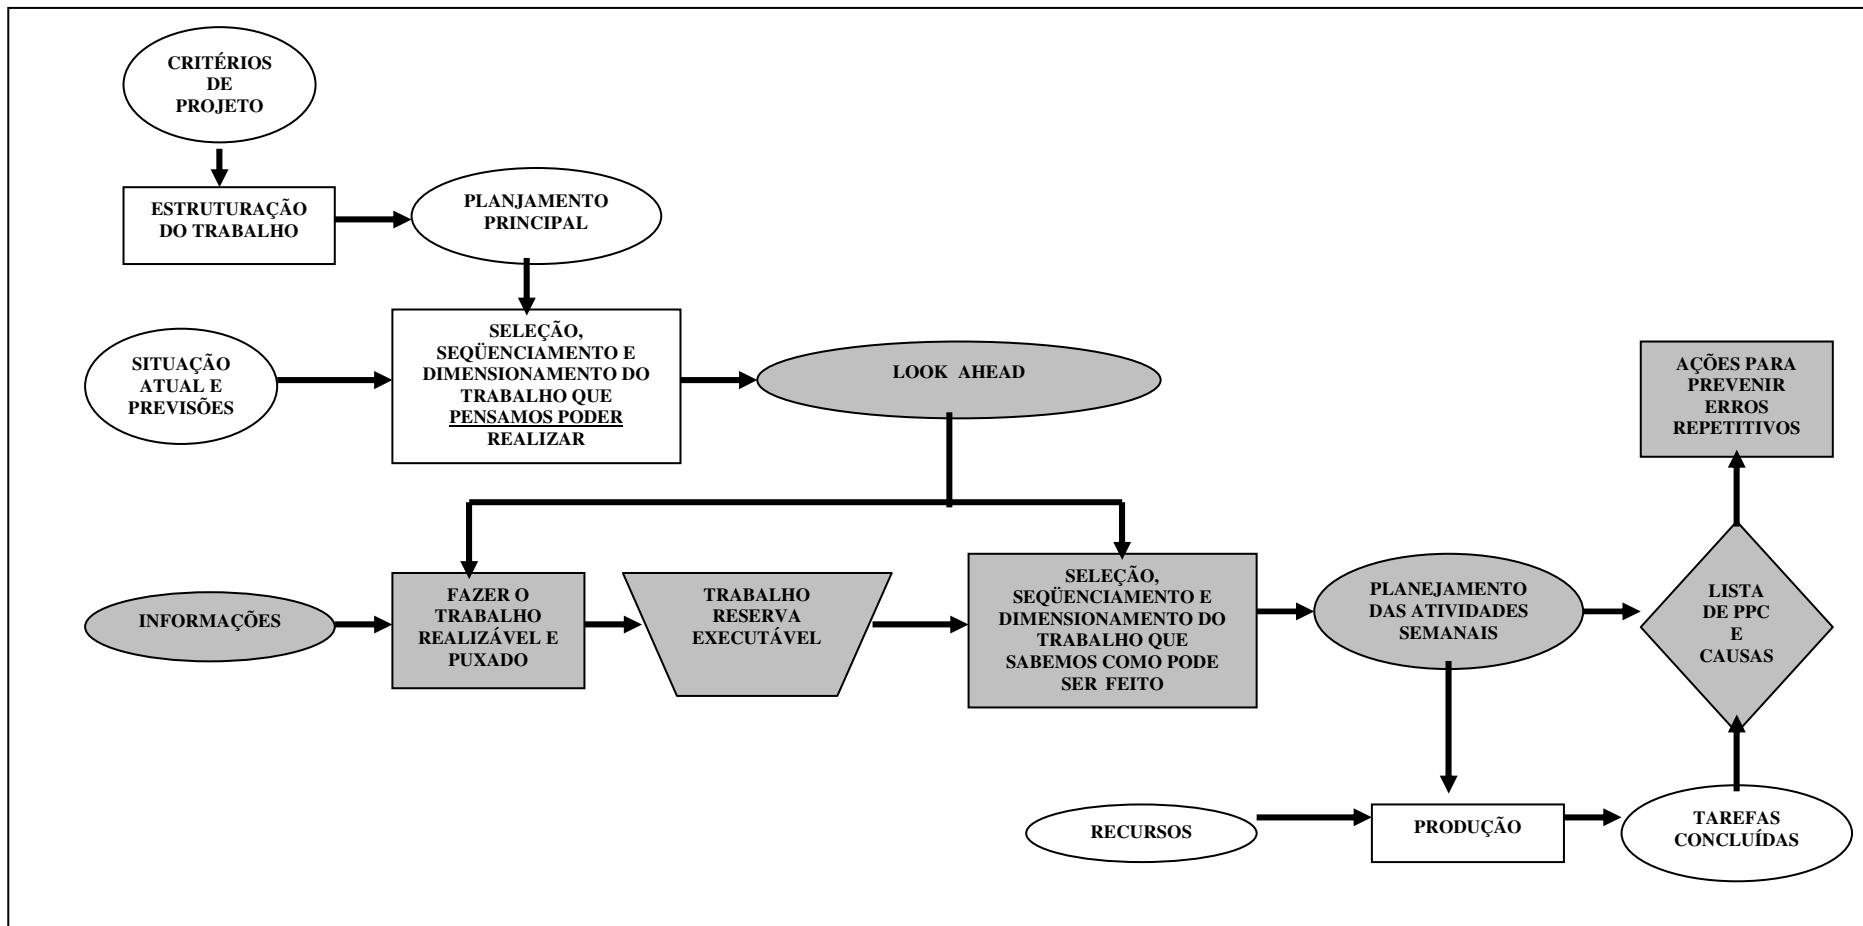 CRITÉRIOS
DE
PROJETO
ESTRUTURAÇÃO
DO TRABALHO
PLANJAMENTO
PRINCIPAL
SITUAÇÃO
ATUAL E
PREVISÕES
SELEÇÃO,
SEQÜENCIAMENTO E
DIMENSIONAMENTO DO
TRABALHO QUE
PENSAMOS PODER
REALIZAR
LOOK AHEAD
AÇÕES PARA
PREVENIR
ERROS
REPETITIVOS
INFORMAÇÕES
FAZER O
TRABALHO
REALIZÁVEL E
PUXADO
TRABALHO
RESERVA
EXECUTÁVEL
SELEÇÃO,
SEQÜENCIAMENTO E
DIMENSIONAMENTO DO
TRABALHO QUE
SABEMOS COMO PODE
SER FEITO
PLANEJAMENTO
DAS ATIVIDADES
SEMANAIS
LISTA
DE PPC
E
CAUSAS
RECURSOS
PRODUÇÃO
TAREFAS
CONCLUÍDAS